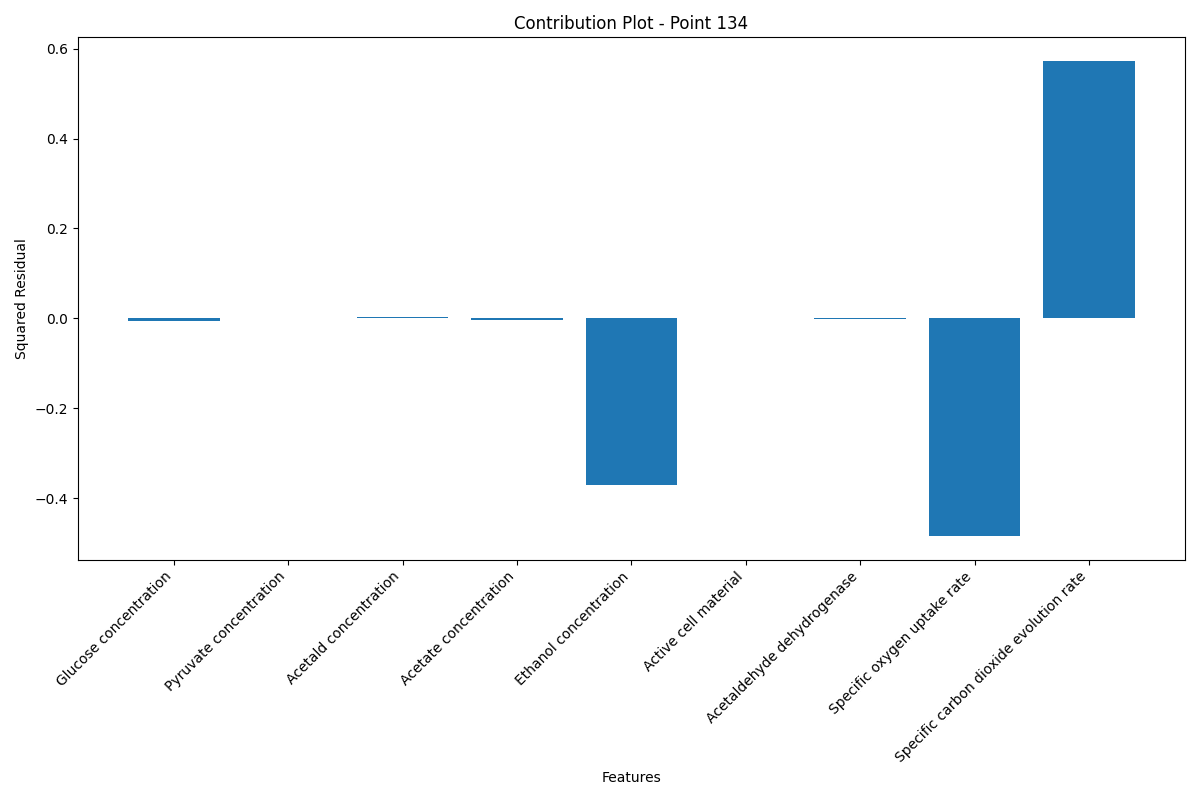 Contribution Plot - Point 134
Squared Residual
0.6
0.4
0.2
0.0
−0.2
−0.4
Glucose concentration
Pyruvate concentration
Acetald concentration
Acetate concentration
Ethanol concentration
Active cell material
Acetaldehyde dehydrogenase
Specific oxygen uptake rate
Specific carbon dioxide evolution rate
Features